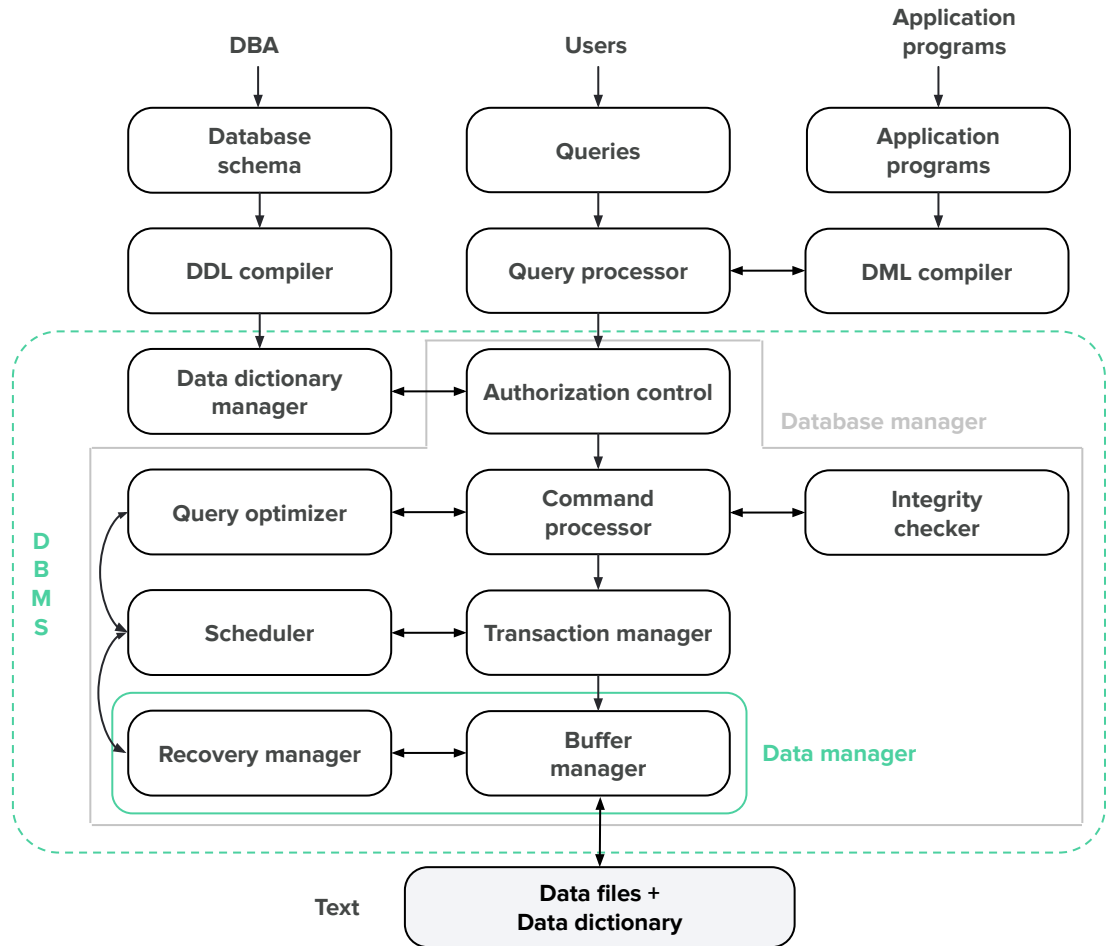 DBA
Users
Application
programs
Database
schema
Queries
Application
programs
DDL compiler
Query processor
DML compiler
Data dictionary
manager
Authorization control
Database manager
Query optimizer
Command
processor
Integrity
checker
D
B
M
S
Scheduler
Transaction manager
Recovery manager
Buffer
manager
Data manager
Text
Data files +
Data dictionary